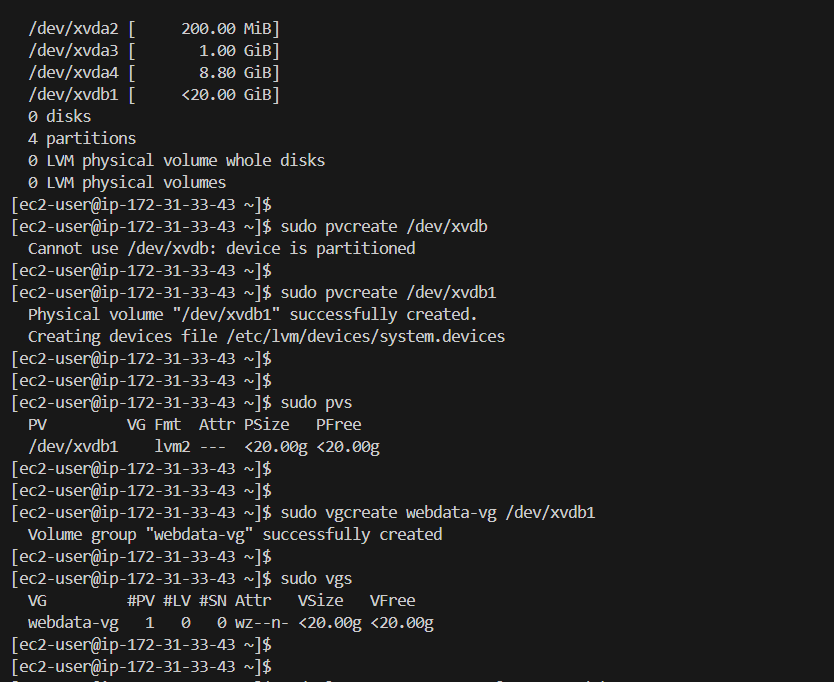 /dev/xvda2 [     200.00 MiB]
/dev/xvda3 [       1.00 GiB]
/dev/xvda4 [       8.80 GiB]
/dev/xvdb1 [     <20.00 GiB]
0 disks
4 partitions
0 LVM physical volume whole disks
0 LVM physical volumes
[ec2-user@ip-172-31-33-43 ~]$
[ec2-user@ip-172-31-33-43 ~]$ sudo pvcreate /dev/xvdb
Cannot use /dev/xvdb: device is partitioned
[ec2-user@ip-172-31-33-43 ~]$
[ec2-user@ip-172-31-33-43 ~]$ sudo pvcreate /dev/xvdb1
Physical volume "/dev/xvdb1" successfully created.
Creating devices file /etc/lvm/devices/system.devices
[ec2-user@ip-172-31-33-43 ~]$
[ec2-user@ip-172-31-33-43 ~]$
[ec2-user@ip-172-31-33-43 ~]$ sudo pvs
PV         VG Fmt  Attr PSize   PFree
/dev/xvdb1    lvm2 ---  <20.00g <20.00g
[ec2-user@ip-172-31-33-43 ~]$
[ec2-user@ip-172-31-33-43 ~]$
[ec2-user@ip-172-31-33-43 ~]$ sudo vgcreate webdata-vg /dev/xvdb1
Volume group "webdata-vg" successfully created
[ec2-user@ip-172-31-33-43 ~]$
[ec2-user@ip-172-31-33-43 ~]$ sudo vgs
VG         #PV #LV #SN Attr   VSize   VFree
webdata-vg   1   0   0 wz--n- <20.00g <20.00g
[ec2-user@ip-172-31-33-43 ~]$
[ec2-user@ip-172-31-33-43 ~]$